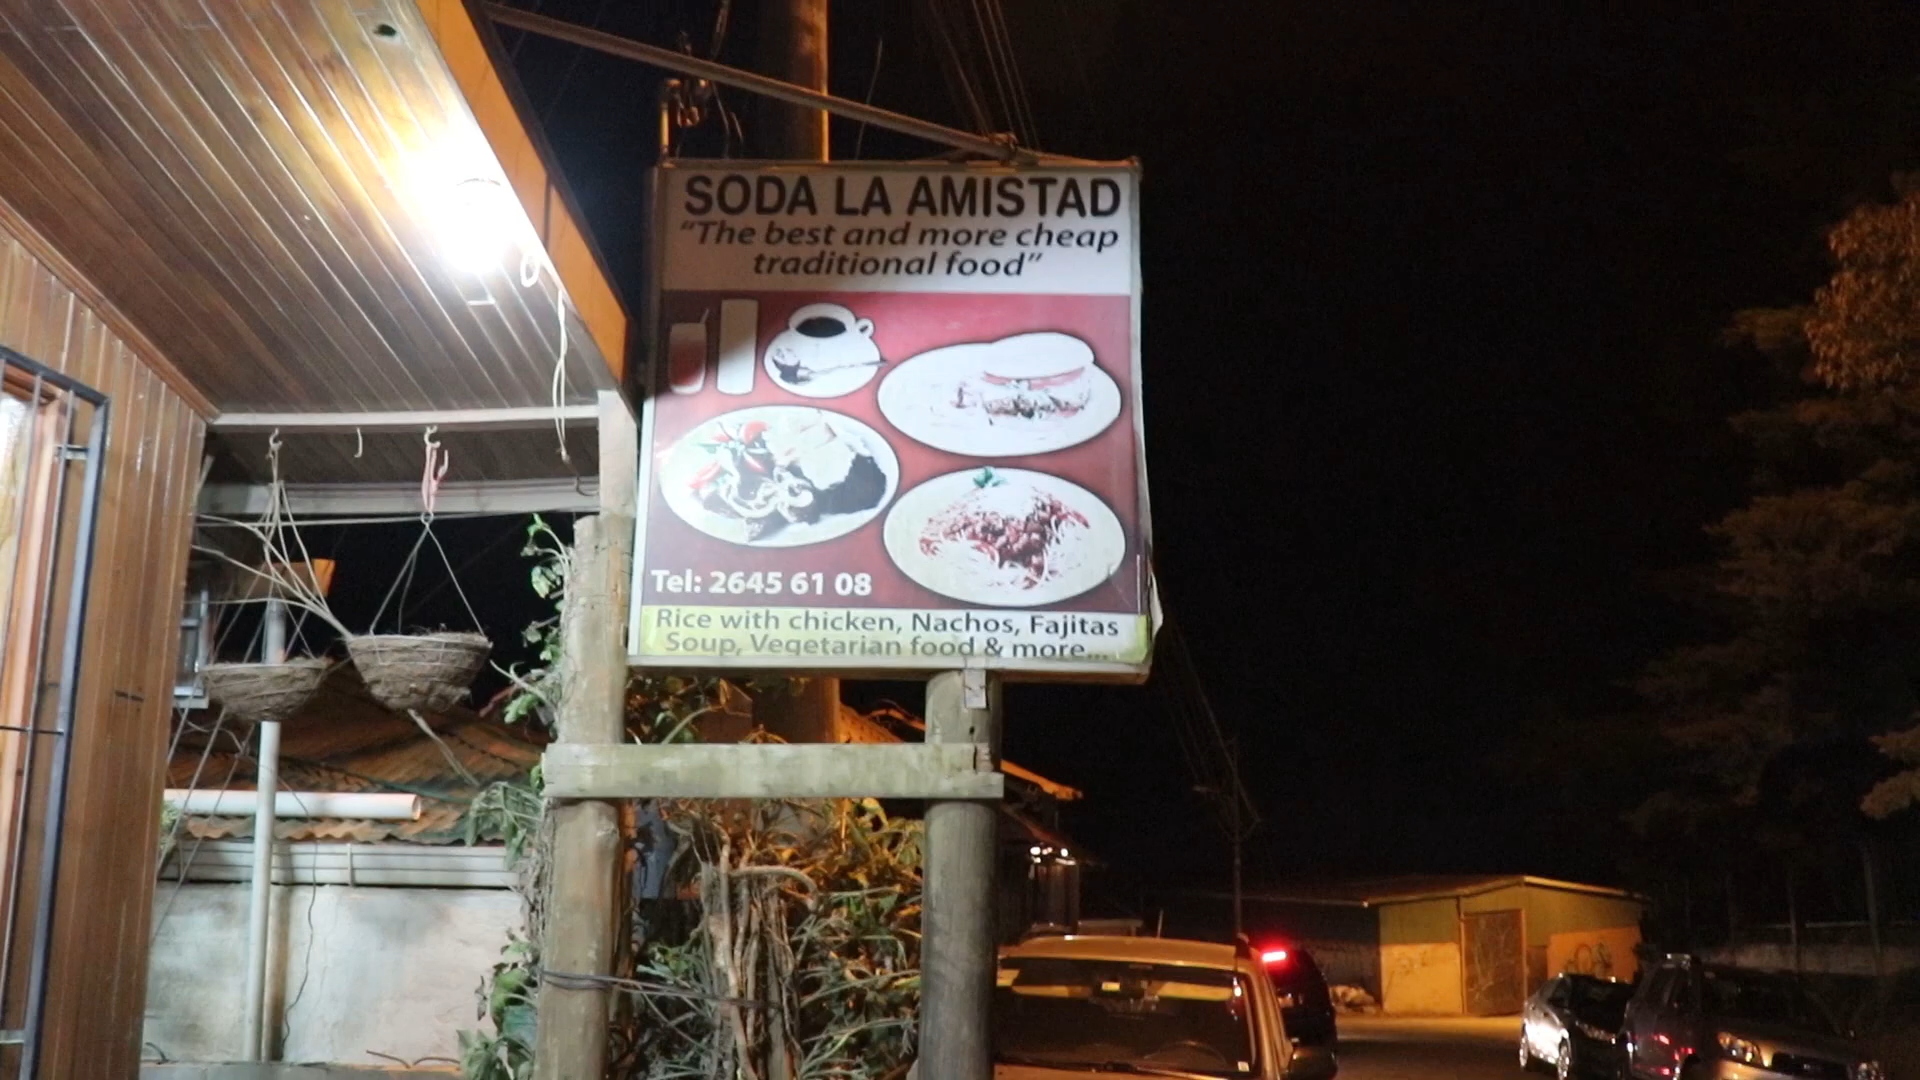 SODA LA AMISTAD
“The best and more cheap
traditional food”
Tel: 2645 61 08
Rice with chicken, Nachos, Fajitas
Soup, Vegetarian food & more...